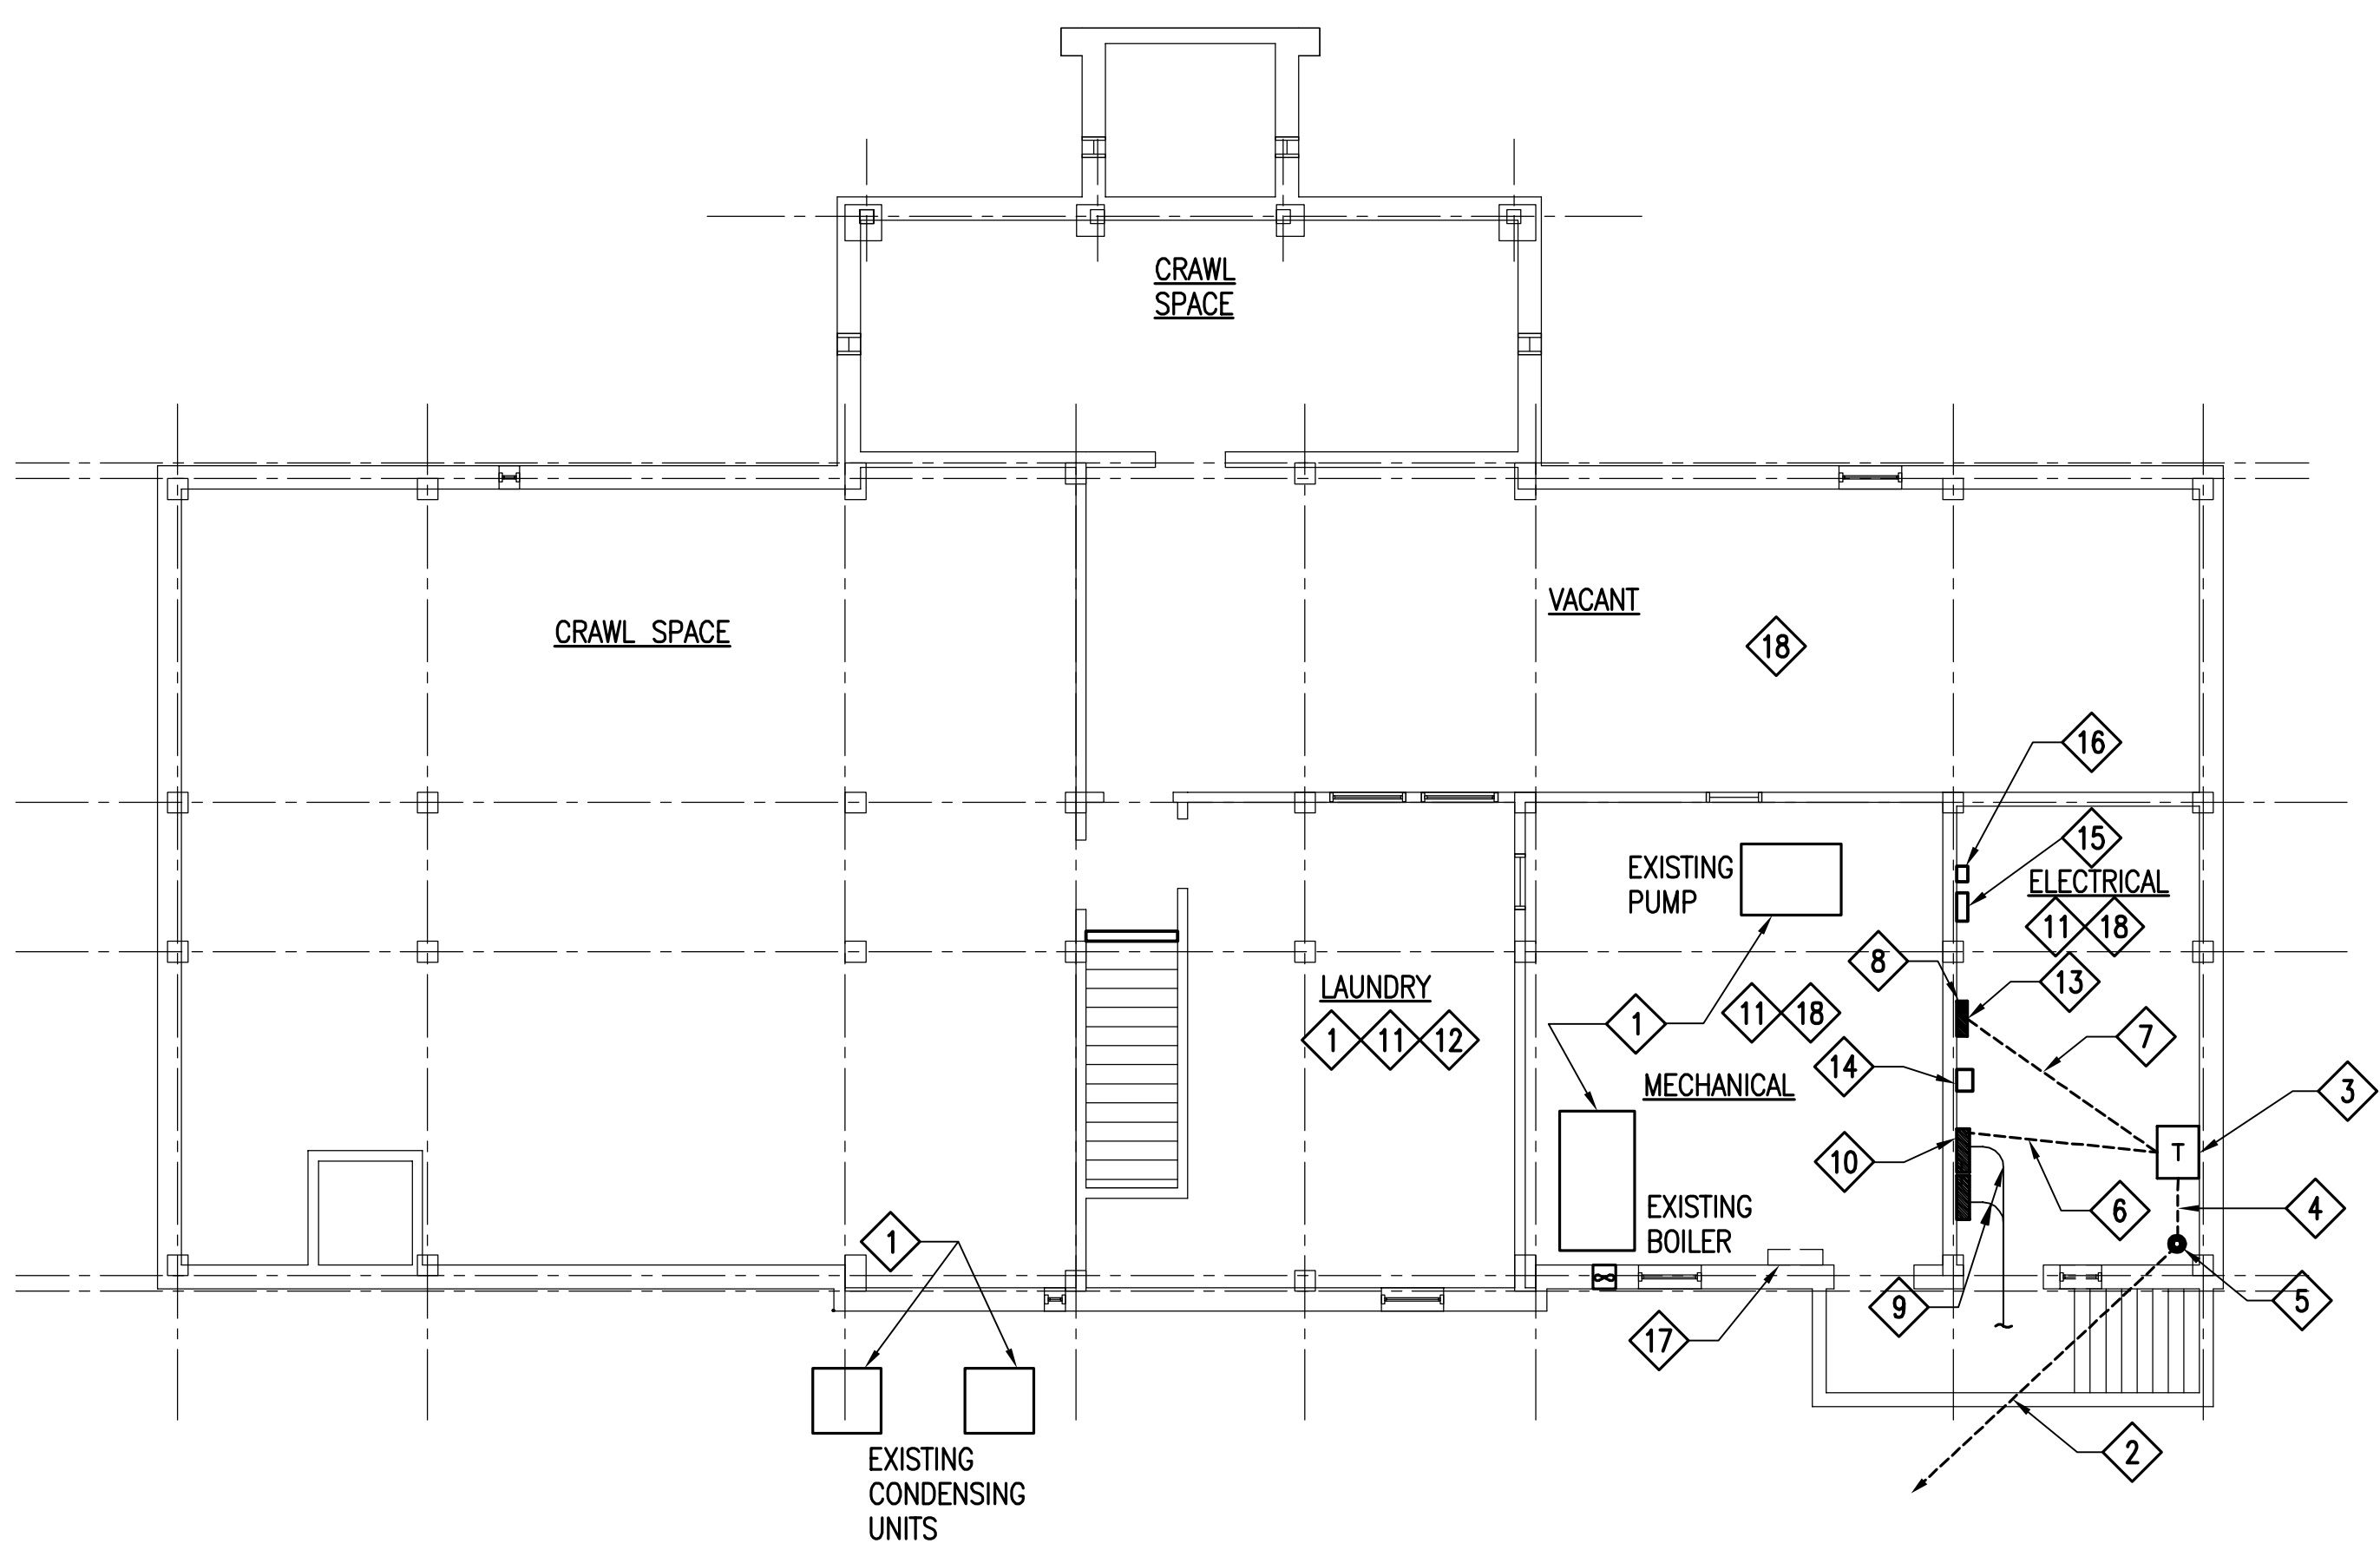 CRAWL
SPACE
CRAWL SPACE
VACANT
18
16
15
ELECTRICAL
11 18
EXISTING
PUMP
8
13
LAUNDRY
1 11 12
1
11 18
7
14
MECHANICAL
3
10
T
6
4
EXISTING
BOILER
1
9
5
17
2
EXISTING
CONDENSING
UNITS